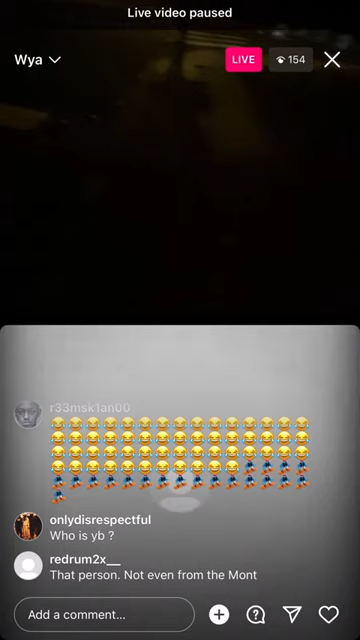 Live video paused
Wya
LIVE
154
r33msk1an00
😂😂😂😂😂😂😂😂😂😂😂😂😂😂😂
onlydisrespectful
Who is yb ?
redrum2x__
That person. Not even from the Mont
Add a comment...